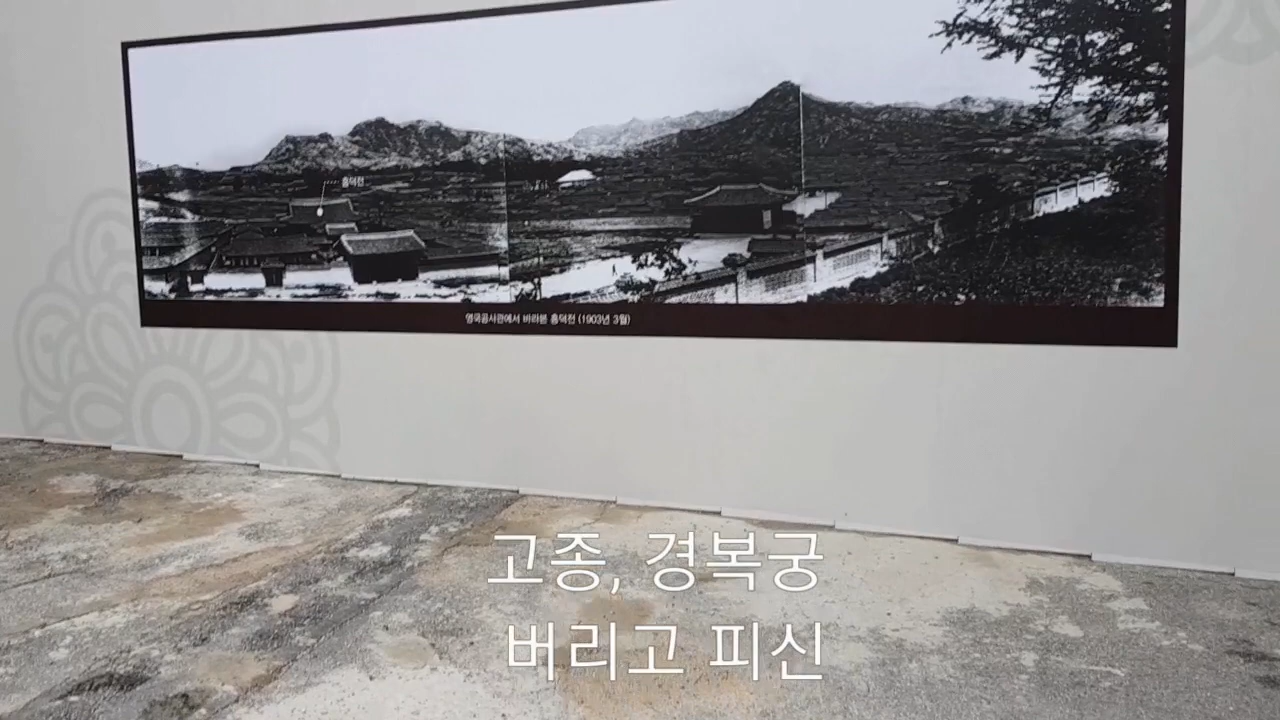 흥덕전
영국공사관에서 바라본 흥덕전 (1903년 3월)
고종, 경복궁
버리고 피신